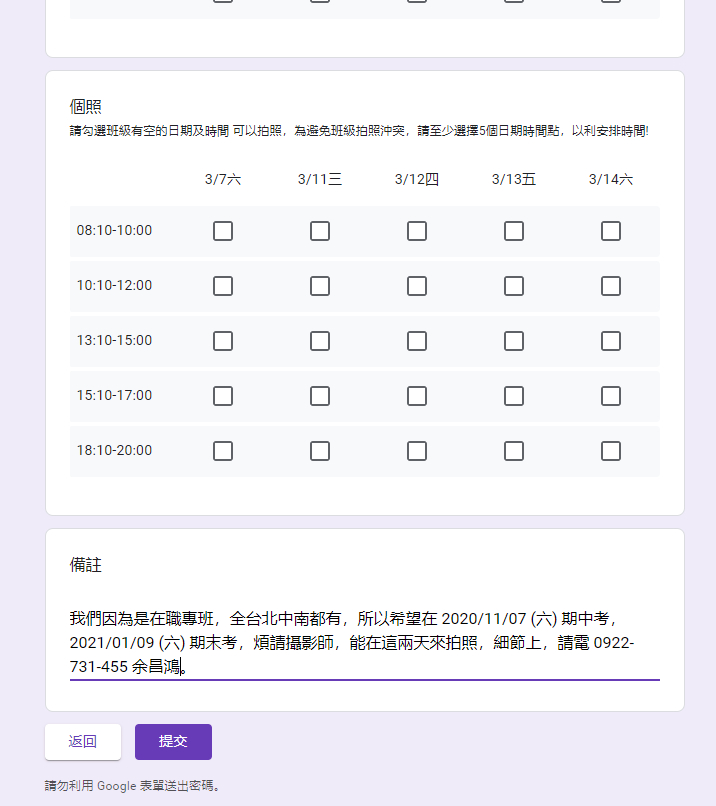 個照
請勾選班級有空的日期及時間 可以拍照，為避免班級拍照沖突，請至少選擇5個日期時間點，以利安排時間!
3/7六 3/11三 3/12四 3/13五 3/14六
08:10-10:00
10:10-12:00
13:10-15:00
15:10-17:00
18:10-20:00
備註
我們因為是在職專班，全台北中南都有，所以希望在 2020/11/07 (六) 期中考，
2021/01/09 (六) 期末考，煩請攝影師，能在這兩天來拍照，細節上，請電 0922-
731-455 余昌鴻。
返回 提交
請勿利用 Google 表單送出密碼。